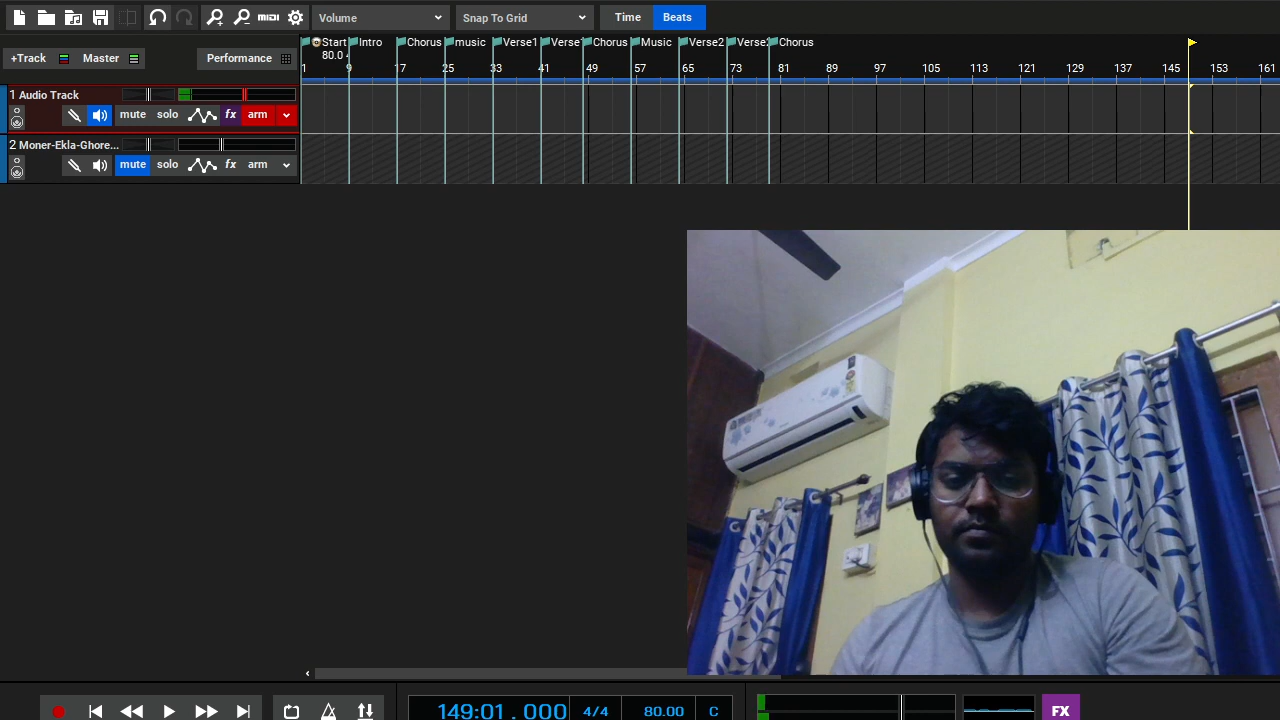 MIDI Volume Snap To Grid Time Beats
Start Intro Chorus music Verse1 Verse Chorus Music Verse2 Verse Chorus
+Track Master Performance 80.0
1 9 17 25 33 41 49 57 65 73 81 89 97 105 113 121 129 137 145 153 161
1 Audio Track
mute solo fx arm
2 Moner-Ekla-Ghore...
mute solo fx arm
149:01 . 000 4/4 80.00 C FX